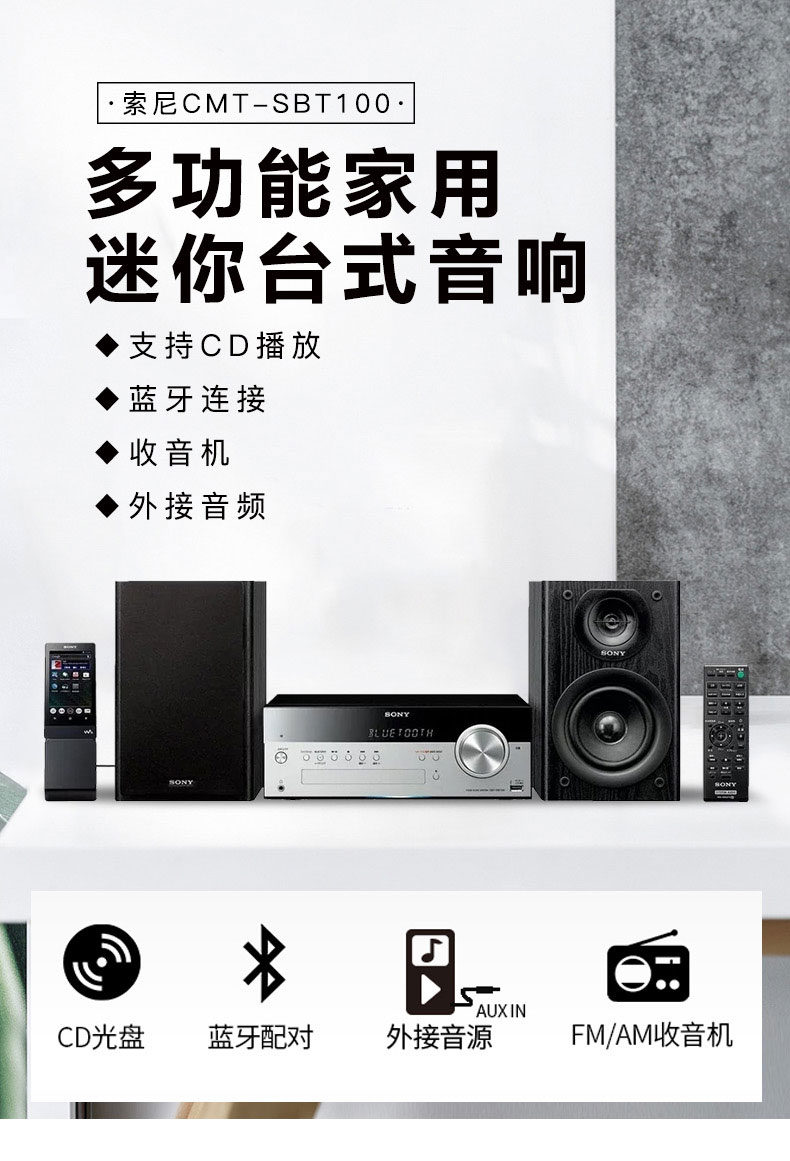 ·索尼CMT-SBT100·
多功能家用
迷你台式音响
◆支持CD播放
◆蓝牙连接
◆收音机
◆外接音频
SONY
SONY
SONY
BLUETOOTH
SONY
SONY
AUX IN
CD光盘
蓝牙配对
外接音源
FM/AM收音机